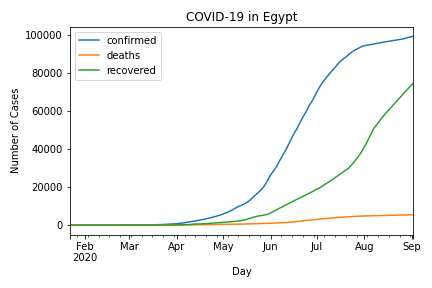 COVID-19 in Egypt
confirmed
deaths
recovered
Number of Cases
100000
80000
60000
40000
20000
0
Feb Mar Apr May Jun Jul Aug Sep
2020
Day